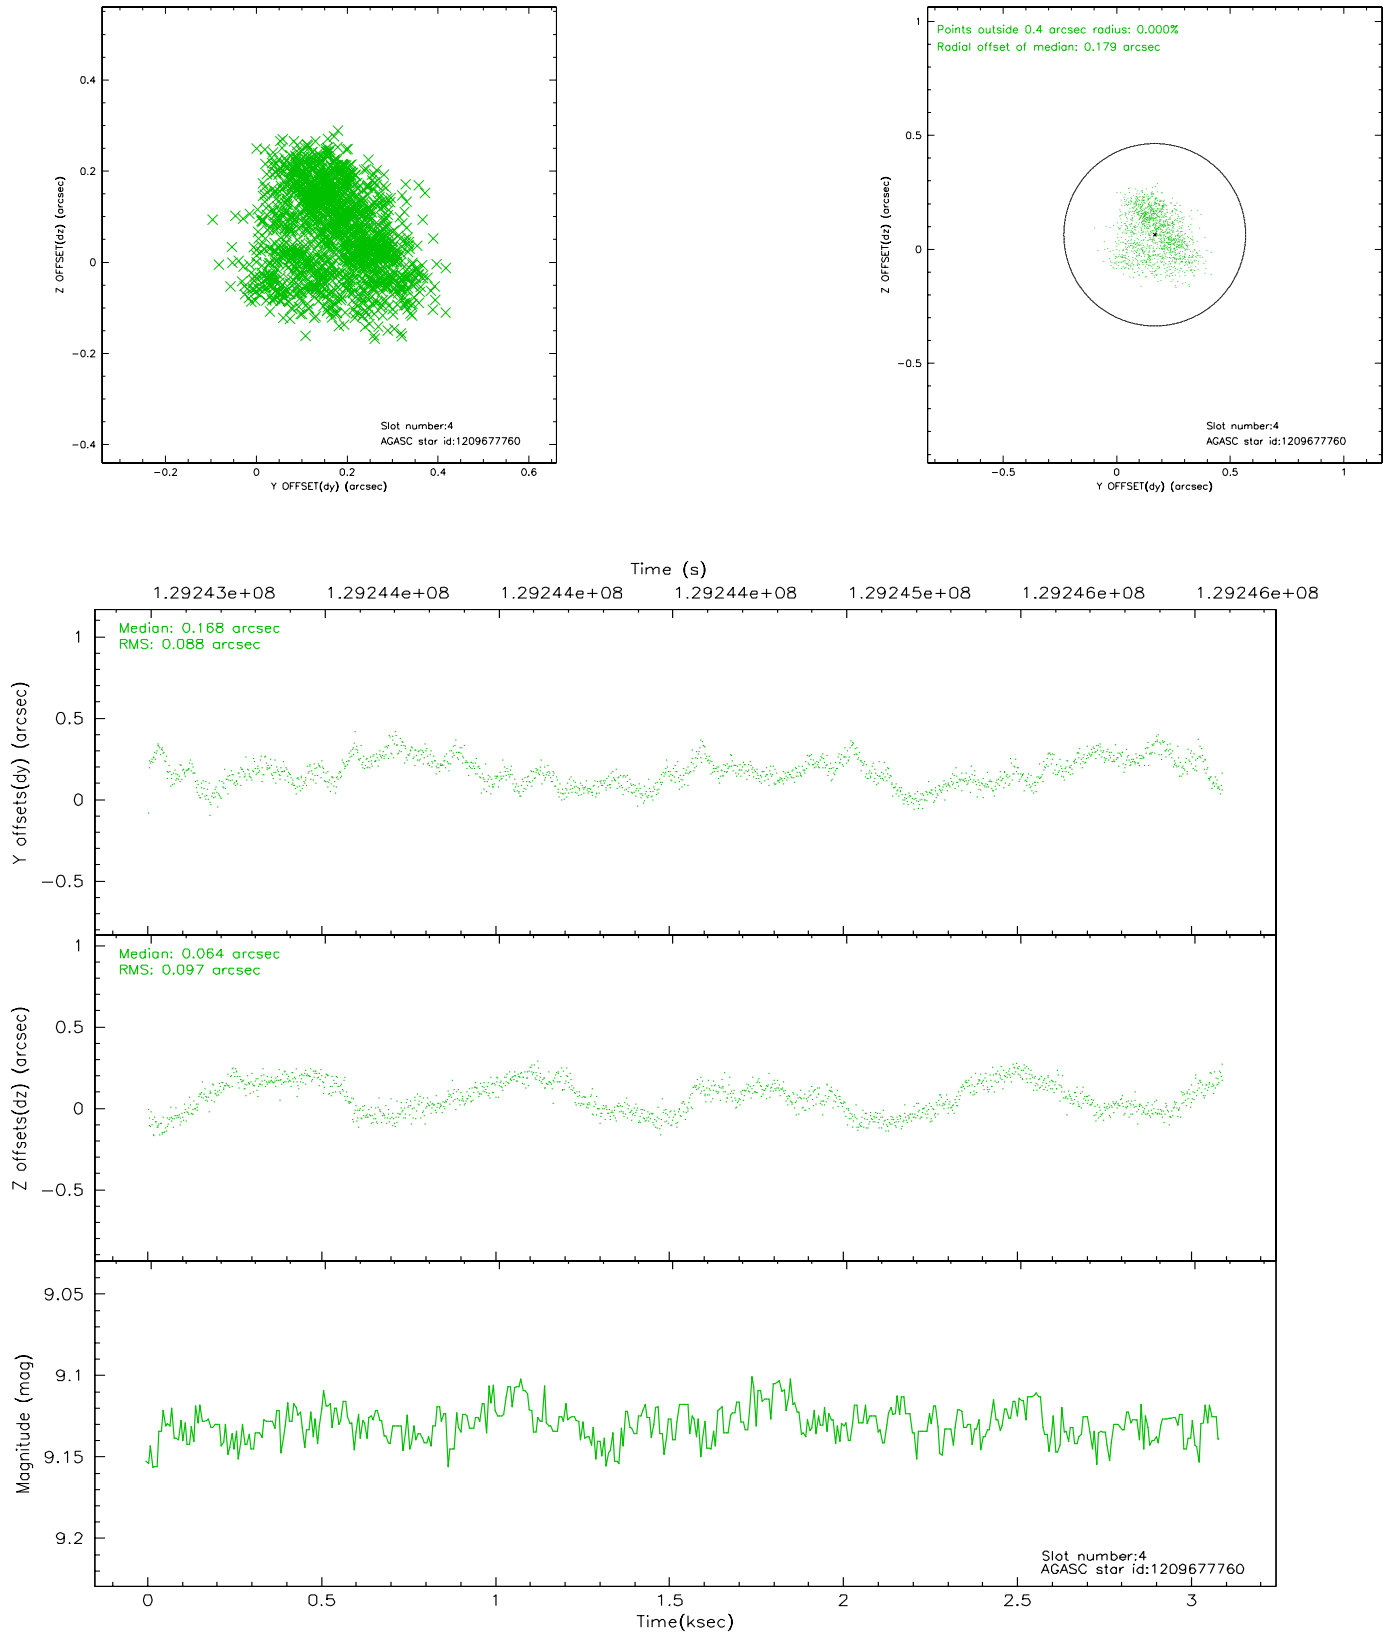 0.4
0.2
0
−0.2
−0.4
Z OFFSET(dz) (arcsec)
Slot number:4
AGASC star id:1209677760
−0.2 0 0.2 0.4 0.6
Y OFFSET(dy) (arcsec)
Points outside 0.4 arcsec radius: 0.000%
Radial offset of median: 0.179 arcsec
1
0.5
0
−0.5
Z OFFSET(dz) (arcsec)
Slot number:4
AGASC star id:1209677760
−0.5 0 0.5 1
Y OFFSET(dy) (arcsec)
Time (s)
1.29243e+08 1.29244e+08 1.29244e+08 1.29244e+08 1.29245e+08 1.29246e+08 1.29246e+08
Median: 0.168 arcsec
RMS: 0.088 arcsec
1
0.5
0
−0.5
Y offsets(dy) (arcsec)
Median: 0.064 arcsec
RMS: 0.097 arcsec
1
0.5
0
−0.5
Z offsets(dz) (arcsec)
9.05
9.1
9.15
9.2
Magnitude (mag)
Slot number:4
AGASC star id:1209677760
0 0.5 1 1.5 2 2.5 3
Time(ksec)